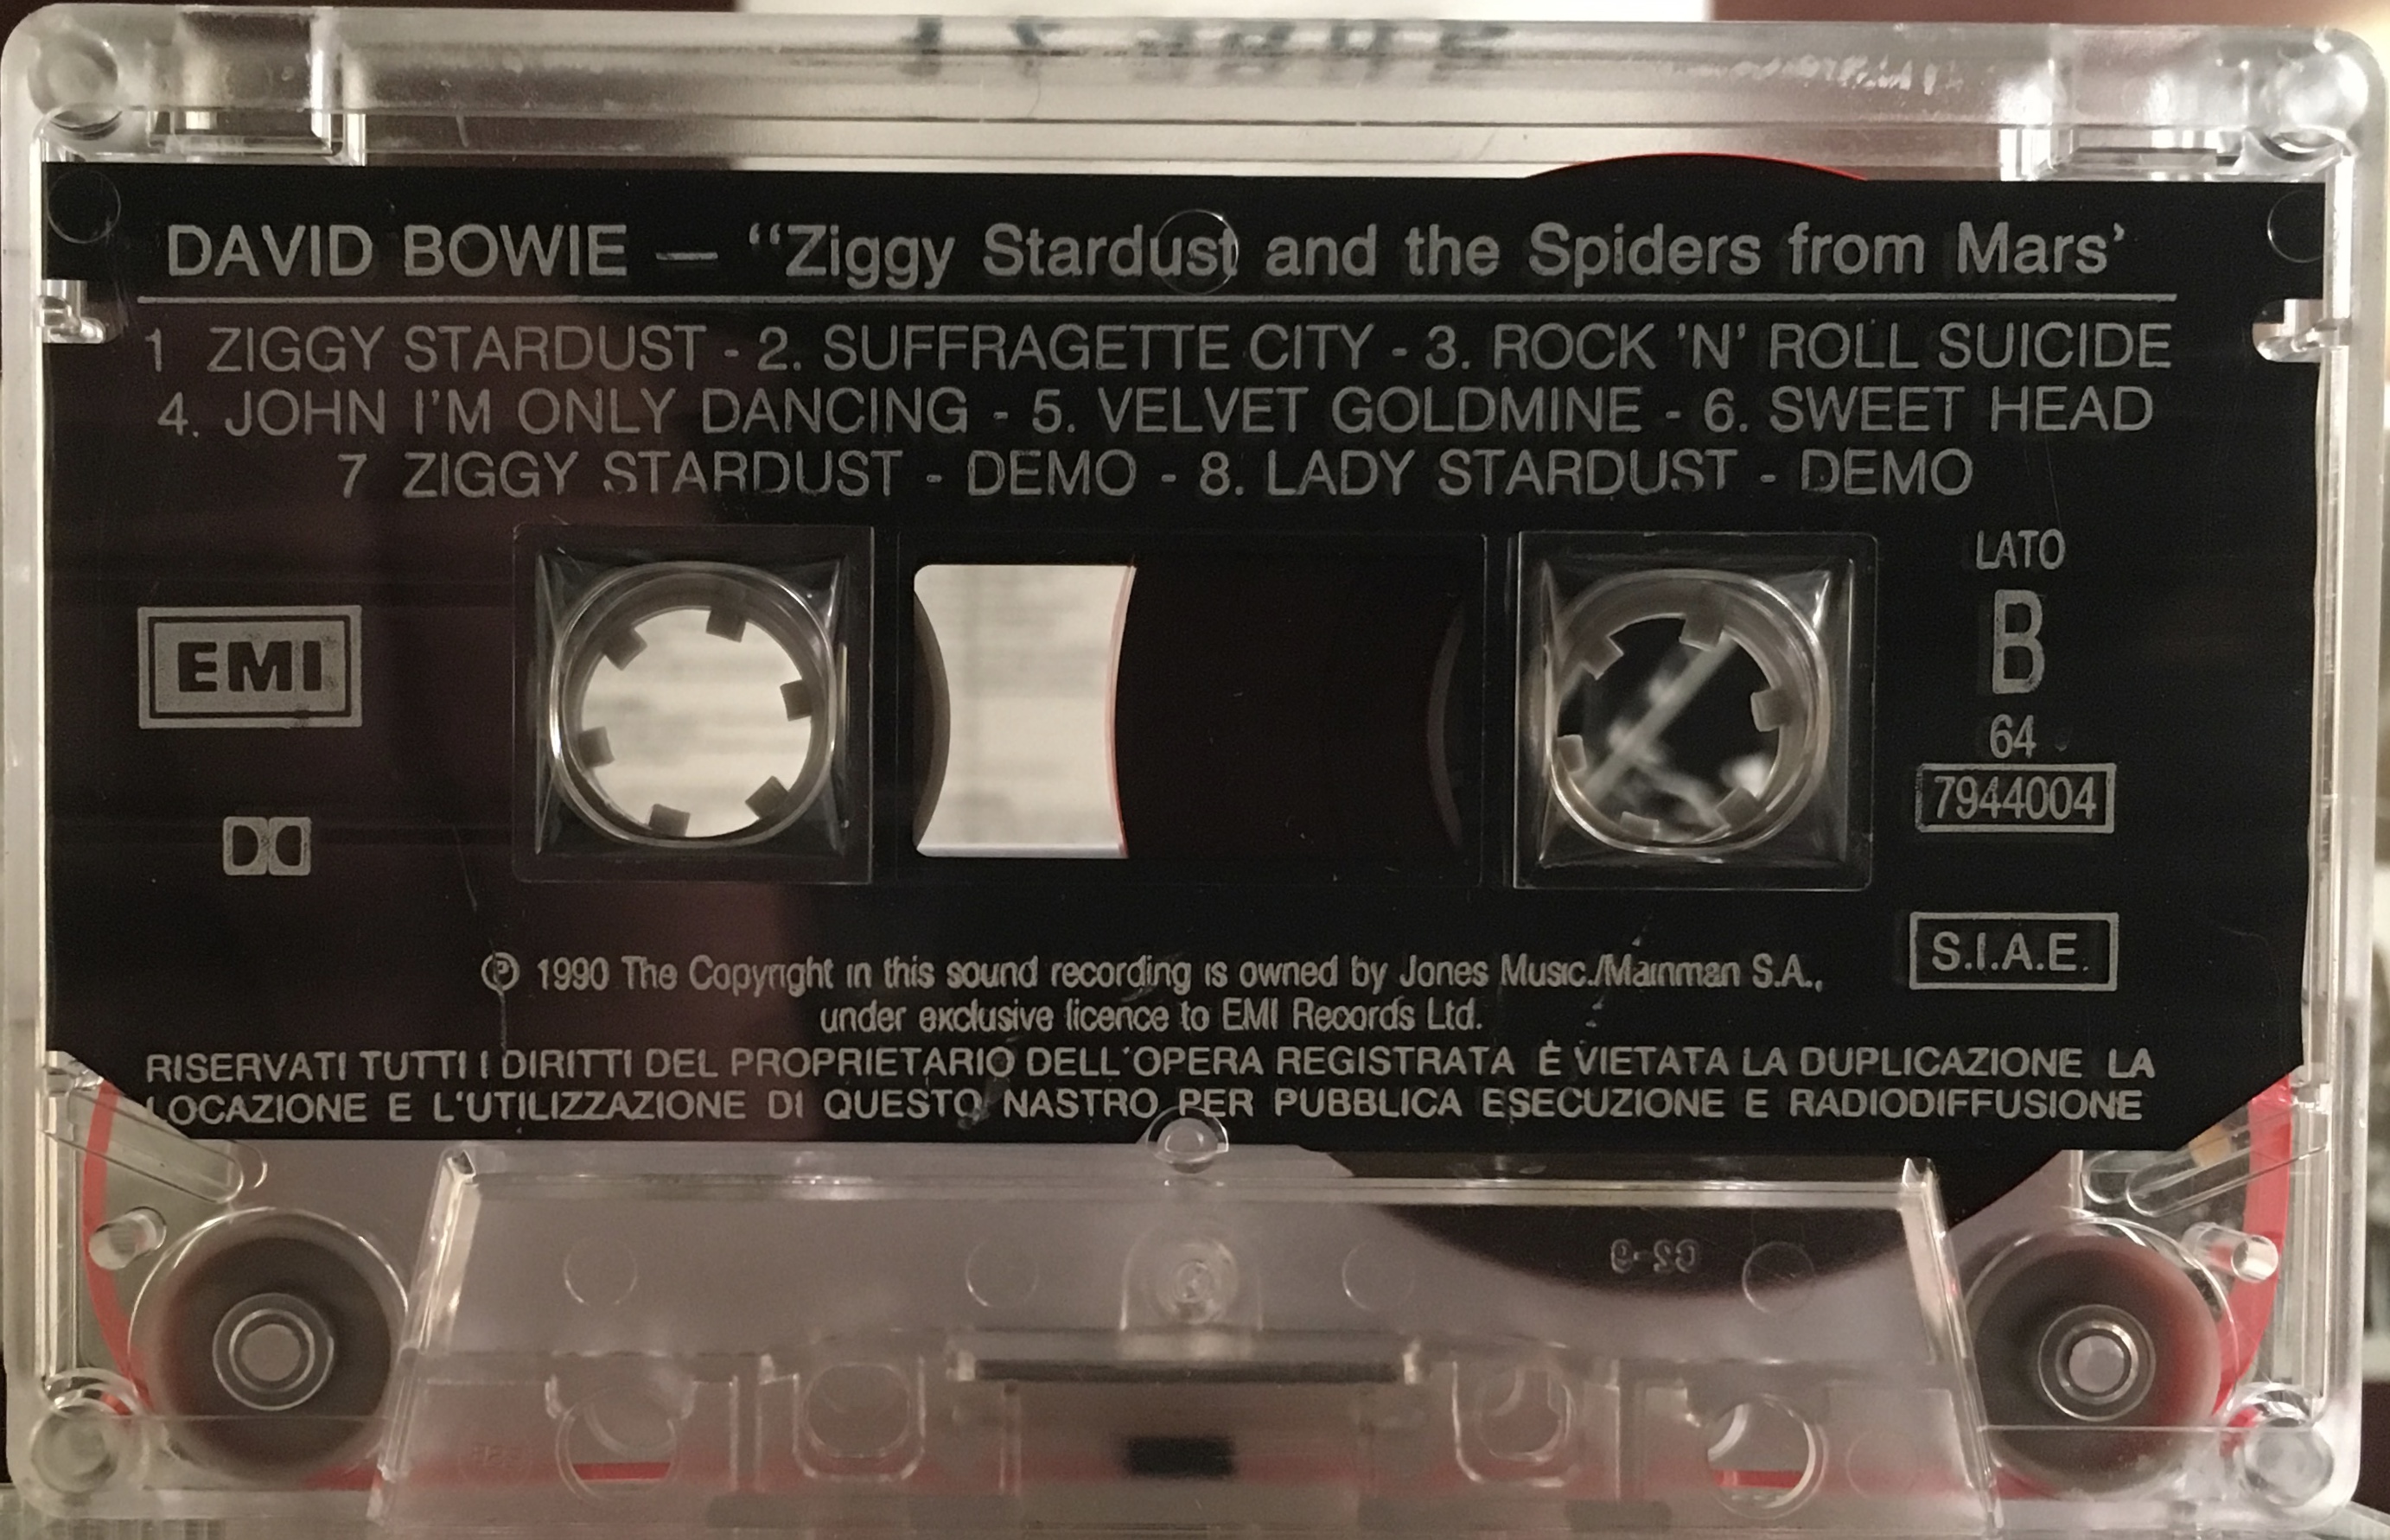 DAVID BOWIE — “Ziggy Stardust and the Spiders from Mars’
1 ZIGGY STARDUST - 2. SUFFRAGETTE CITY - 3. ROCK 'N' ROLL SUICIDE
4. JOHN I'M ONLY DANCING - 5. VELVET GOLDMINE - 6. SWEET HEAD
7 ZIGGY STARDUST - DEMO - 8. LADY STARDUST - DEMO
LATO
B
64
7944004
EMI
S.I.A.E.
℗ 1990 The Copyright in this sound recording is owned by Jones Music./Mainman S.A.,
under exclusive licence to EMI Records Ltd.
RISERVATI TUTTI I DIRITTI DEL PROPRIETARIO DELL'OPERA REGISTRATA È VIETATA LA DUPLICAZIONE LA
LOCAZIONE E L'UTILIZZAZIONE DI QUESTO NASTRO PER PUBBLICA ESECUZIONE E RADIODIFFUSIONE